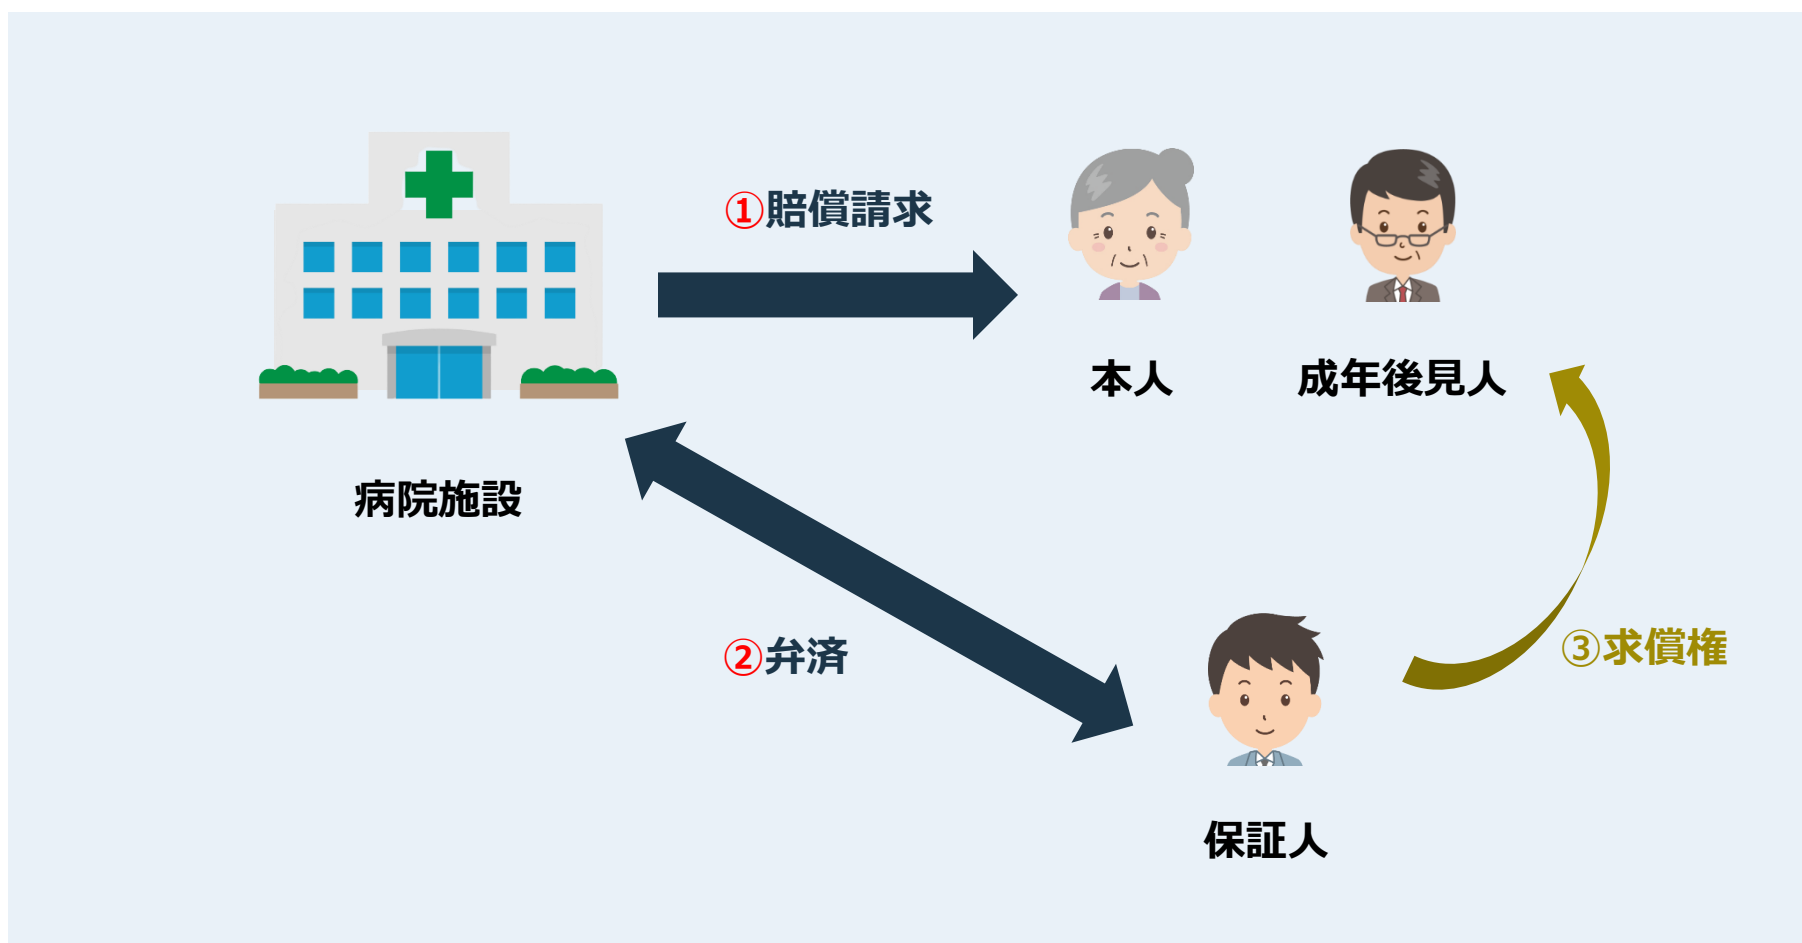 ①賠償請求
本人
成年後見人
病院施設
②弁済
③求償権
保証人